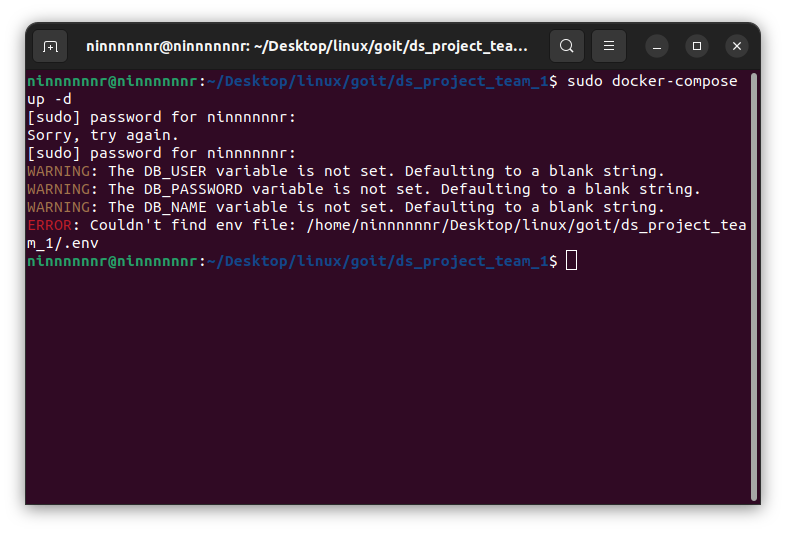 ninnnnnnr@ninnnnnnr: ~/Desktop/linux/goit/ds_project_tea...
ninnnnnnr@ninnnnnnr:~/Desktop/linux/goit/ds_project_team_1$ sudo docker-compose
up -d
[sudo] password for ninnnnnnr:
Sorry, try again.
[sudo] password for ninnnnnnr:
WARNING: The DB_USER variable is not set. Defaulting to a blank string.
WARNING: The DB_PASSWORD variable is not set. Defaulting to a blank string.
WARNING: The DB_NAME variable is not set. Defaulting to a blank string.
ERROR: Couldn't find env file: /home/ninnnnnnr/Desktop/linux/goit/ds_project_tea
m_1/.env
ninnnnnnr@ninnnnnnr:~/Desktop/linux/goit/ds_project_team_1$